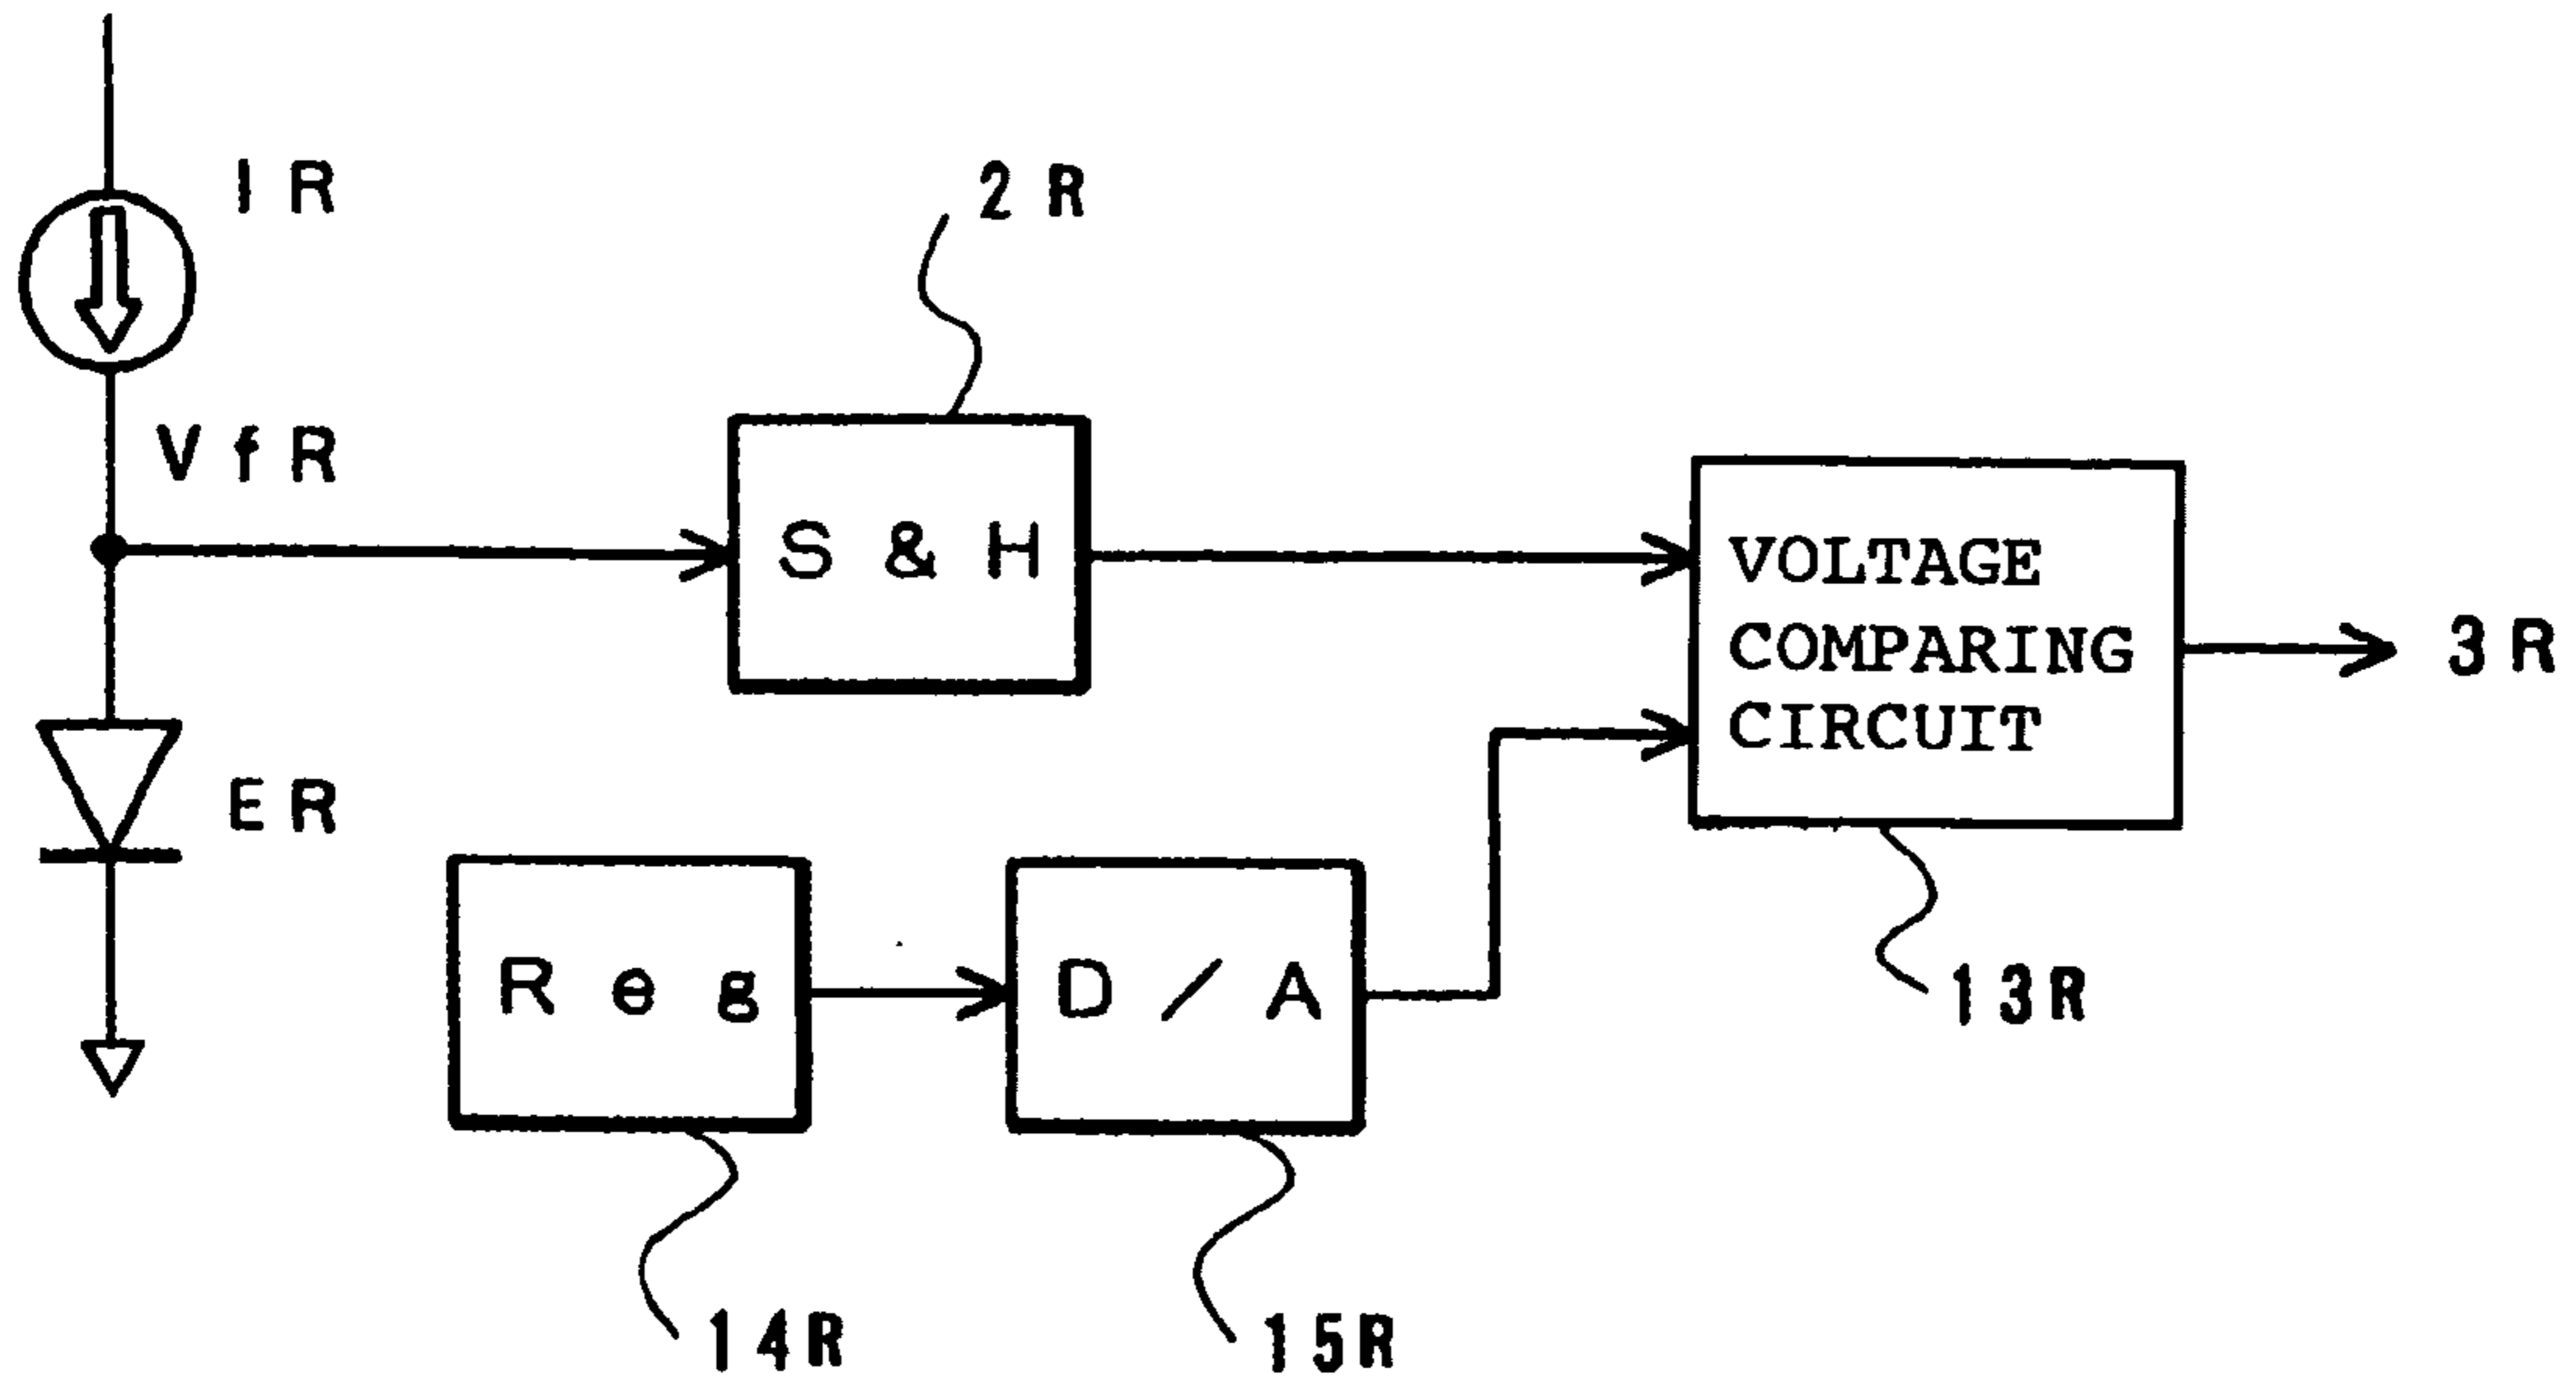 IR
2R
VfR
S & H
VOLTAGE
COMPARING
CIRCUIT
3R
ER
Reg
D/A
13R
14R
15R